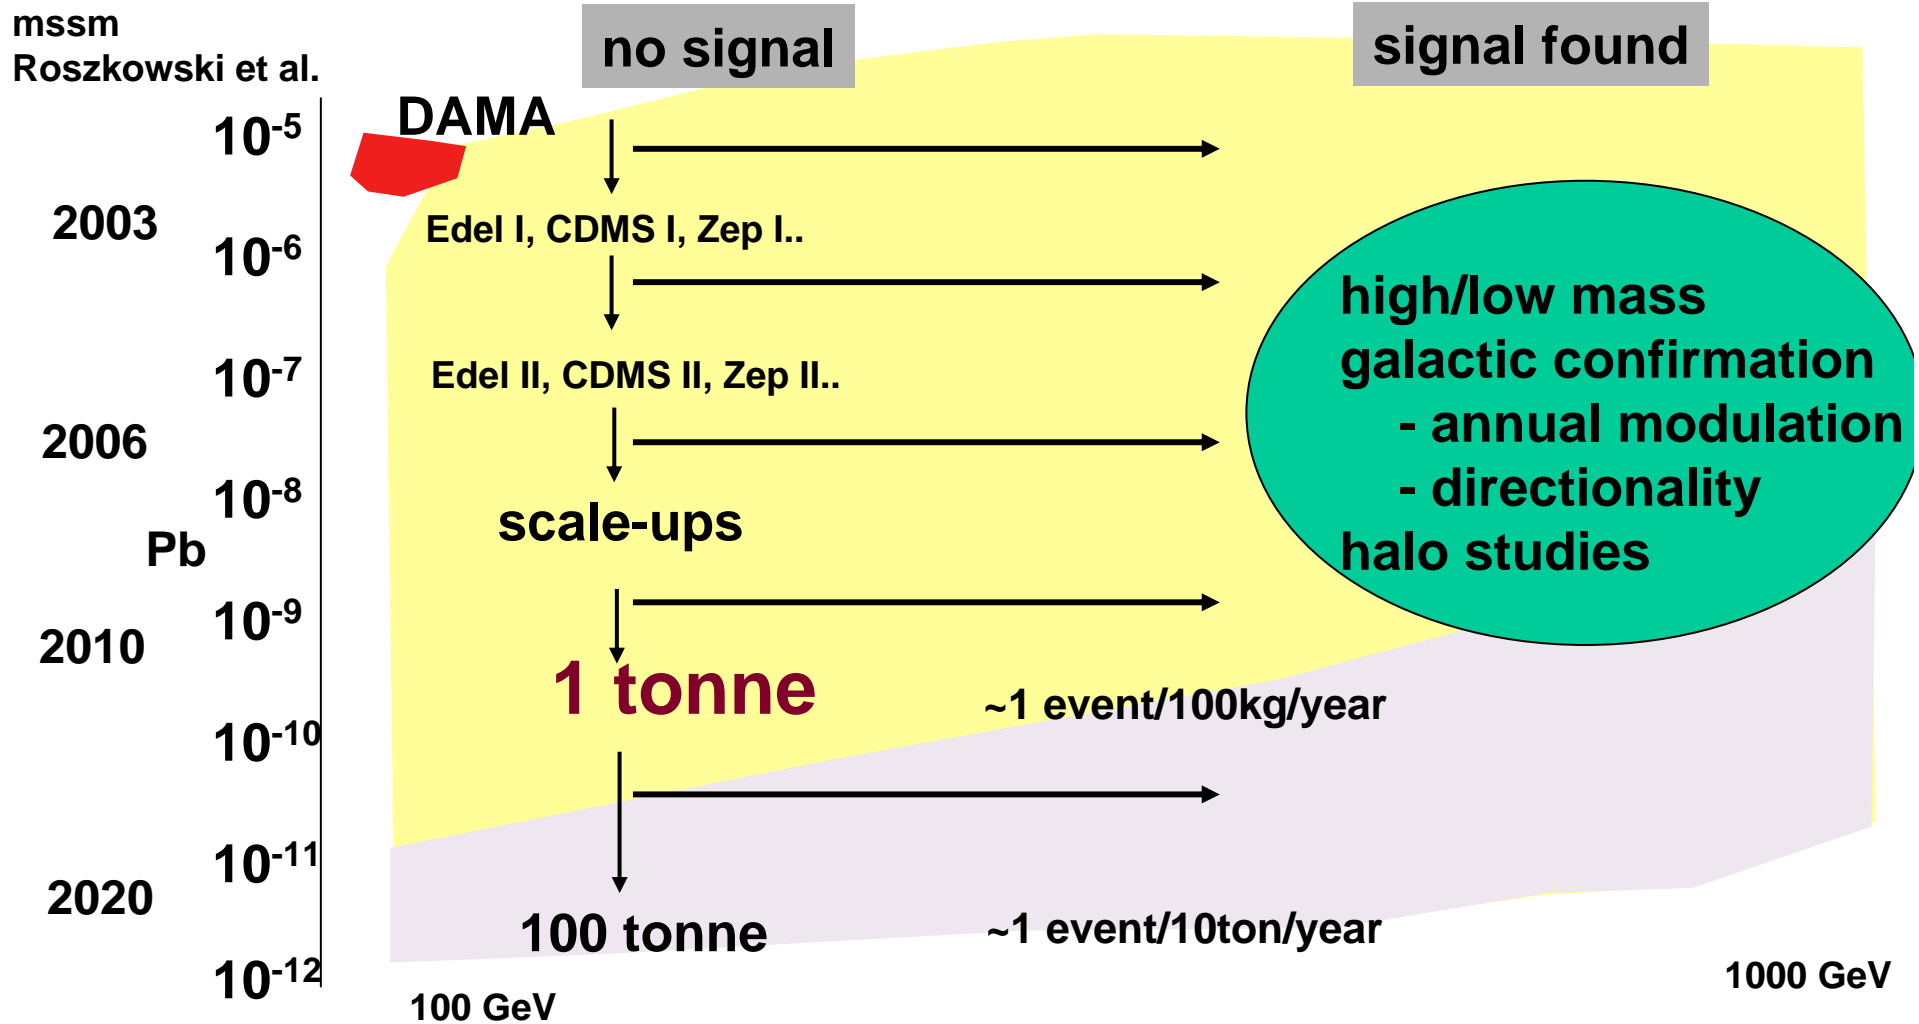 mssm
Roszkowski et al.
no signal
signal found
DAMA
10⁻⁵
2003
Edel I, CDMS I, Zep I..
10⁻⁶
high/low mass
galactic confirmation
- annual modulation
- directionality
halo studies
10⁻⁷
Edel II, CDMS II, Zep II..
2006
10⁻⁸
scale-ups
Pb
10⁻⁹
2010
1 tonne
~1 event/100kg/year
10⁻¹⁰
10⁻¹¹
2020
100 tonne
~1 event/10ton/year
10⁻¹²
100 GeV
1000 GeV